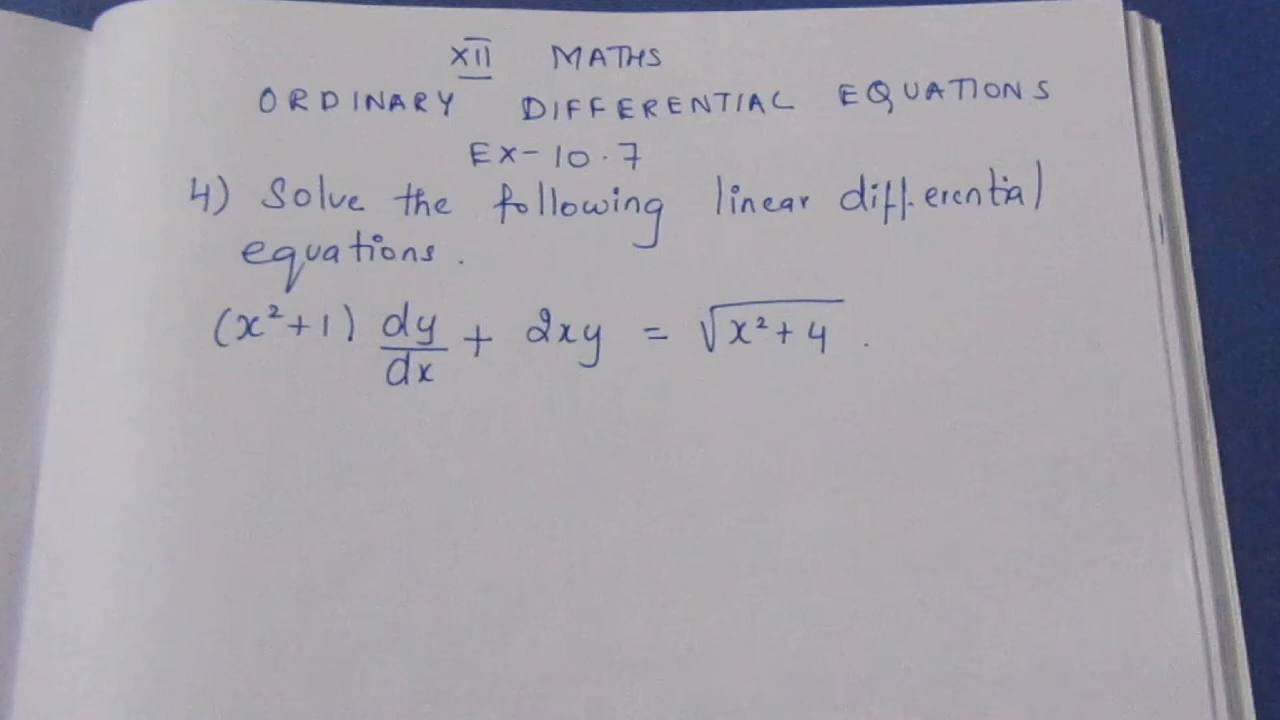 XII MATHS
ORDINARY DIFFERENTIAL EQUATIONS
EX-10.7
4) Solve the following linear differential
equations.
(x²+1) dy/dx + 2xy = √(x²+4).